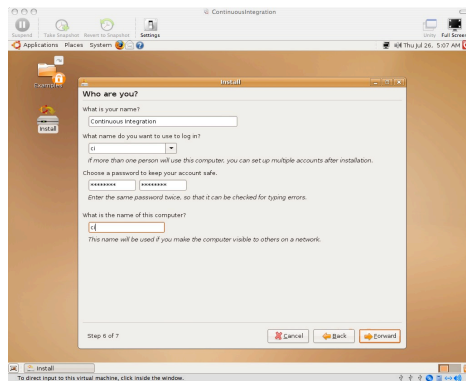 ContinuousIntegration
Suspend Take Snapshot Revert to Snapshot Settings Unity Full Screen
Applications Places System Thu Jul 26, 5:07 AM
Examples
Install
Install
Who are you?
What is your name?
Continuous Integration
What name do you want to use to log in?
ci
If more than one person will use this computer, you can set up multiple accounts after installation.
Choose a password to keep your account safe.
******** ********
Enter the same password twice, so that it can be checked for typing errors.
What is the name of this computer?
ci
This name will be used if you make the computer visible to others on a network.
Step 6 of 7 Cancel Back Forward
Install
To direct input to this virtual machine, click inside the window.